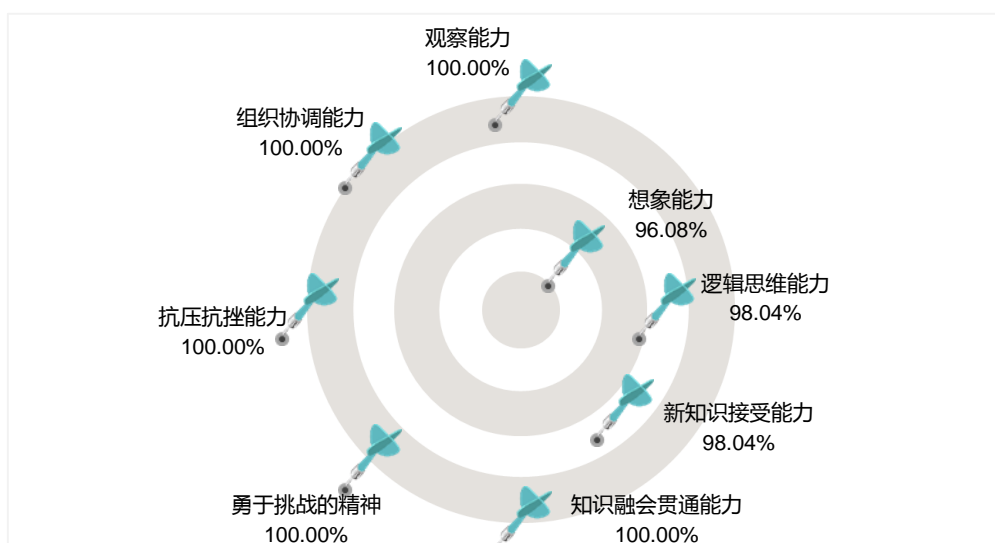 观察能力
100.00%
组织协调能力
100.00%
想象能力
96.08%
逻辑思维能力
98.04%
抗压抗挫能力
100.00%
新知识接受能力
98.04%
勇于挑战的精神
100.00%
知识融会贯通能力
100.00%